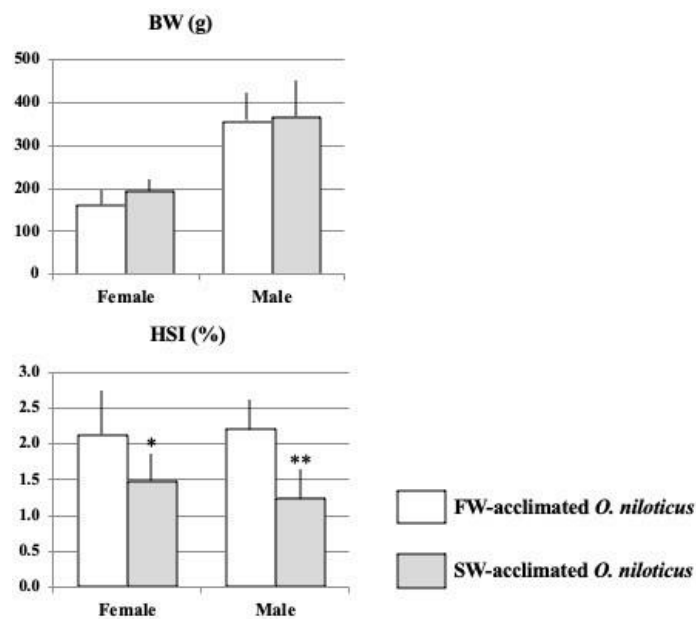 BW (g)
500
400
300
200
100
0
Female Male
HSI (%)
3.0
2.5
2.0
1.5
1.0
0.5
0.0
*
**
Female Male
FW-acclimated O. niloticus
SW-acclimated O. niloticus